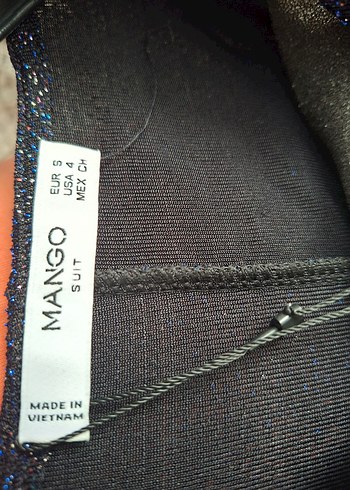 EUR S
USA 4
MEX CH
MANGO
SUIT
MADE IN
VIETNAM